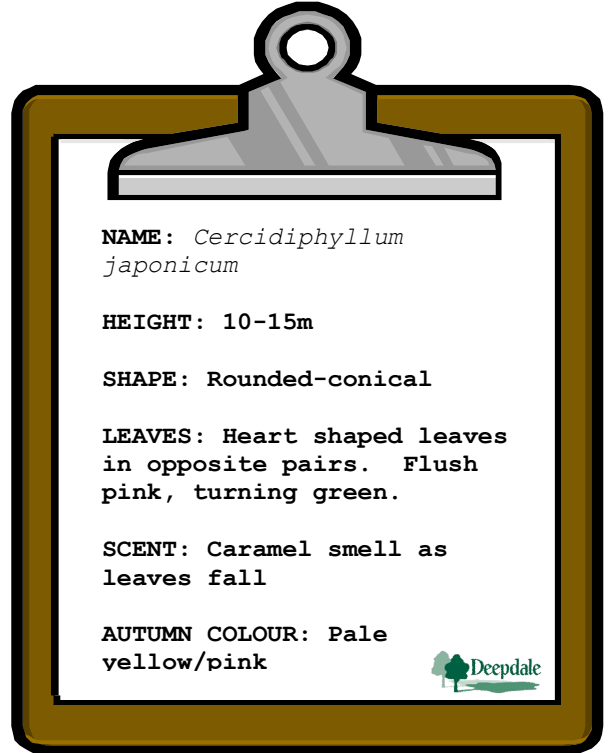 NAME: Cercidiphyllum
japonicum
HEIGHT: 10-15m
SHAPE: Rounded-conical
LEAVES: Heart shaped leaves
in opposite pairs.  Flush
pink, turning green.
SCENT: Caramel smell as
leaves fall
AUTUMN COLOUR: Pale
yellow/pink
Deepdale